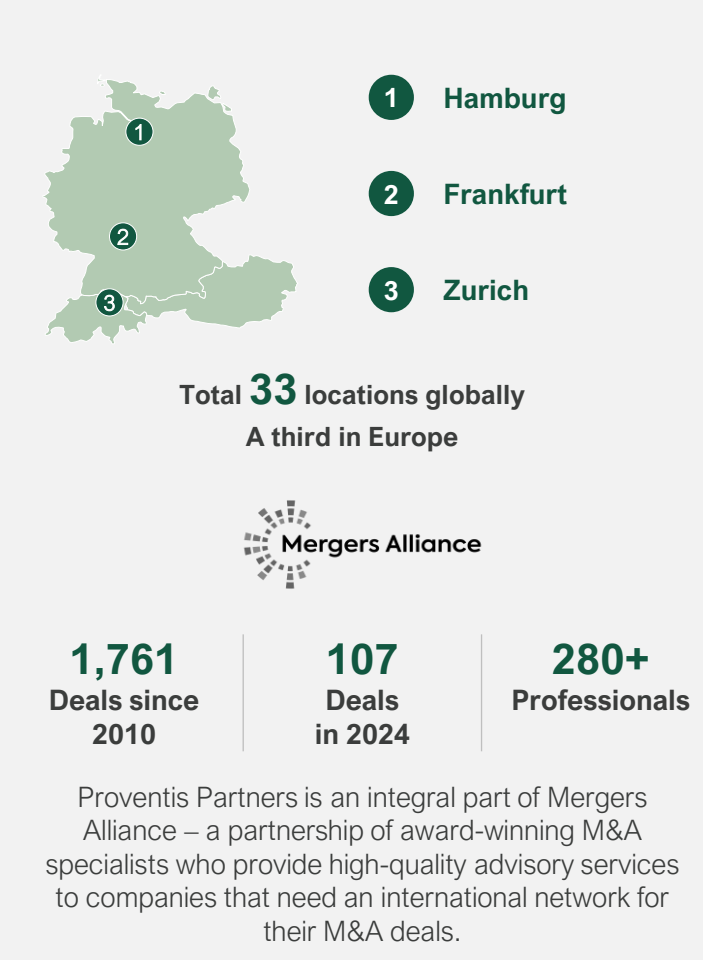 1
2
3
1 Hamburg
2 Frankfurt
3 Zurich
Total 33 locations globally
A third in Europe
Mergers Alliance
1,761
Deals since
2010
107
Deals
in 2024
280+
Professionals
Proventis Partners is an integral part of Mergers
Alliance – a partnership of award-winning M&A
specialists who provide high-quality advisory services
to companies that need an international network for
their M&A deals.